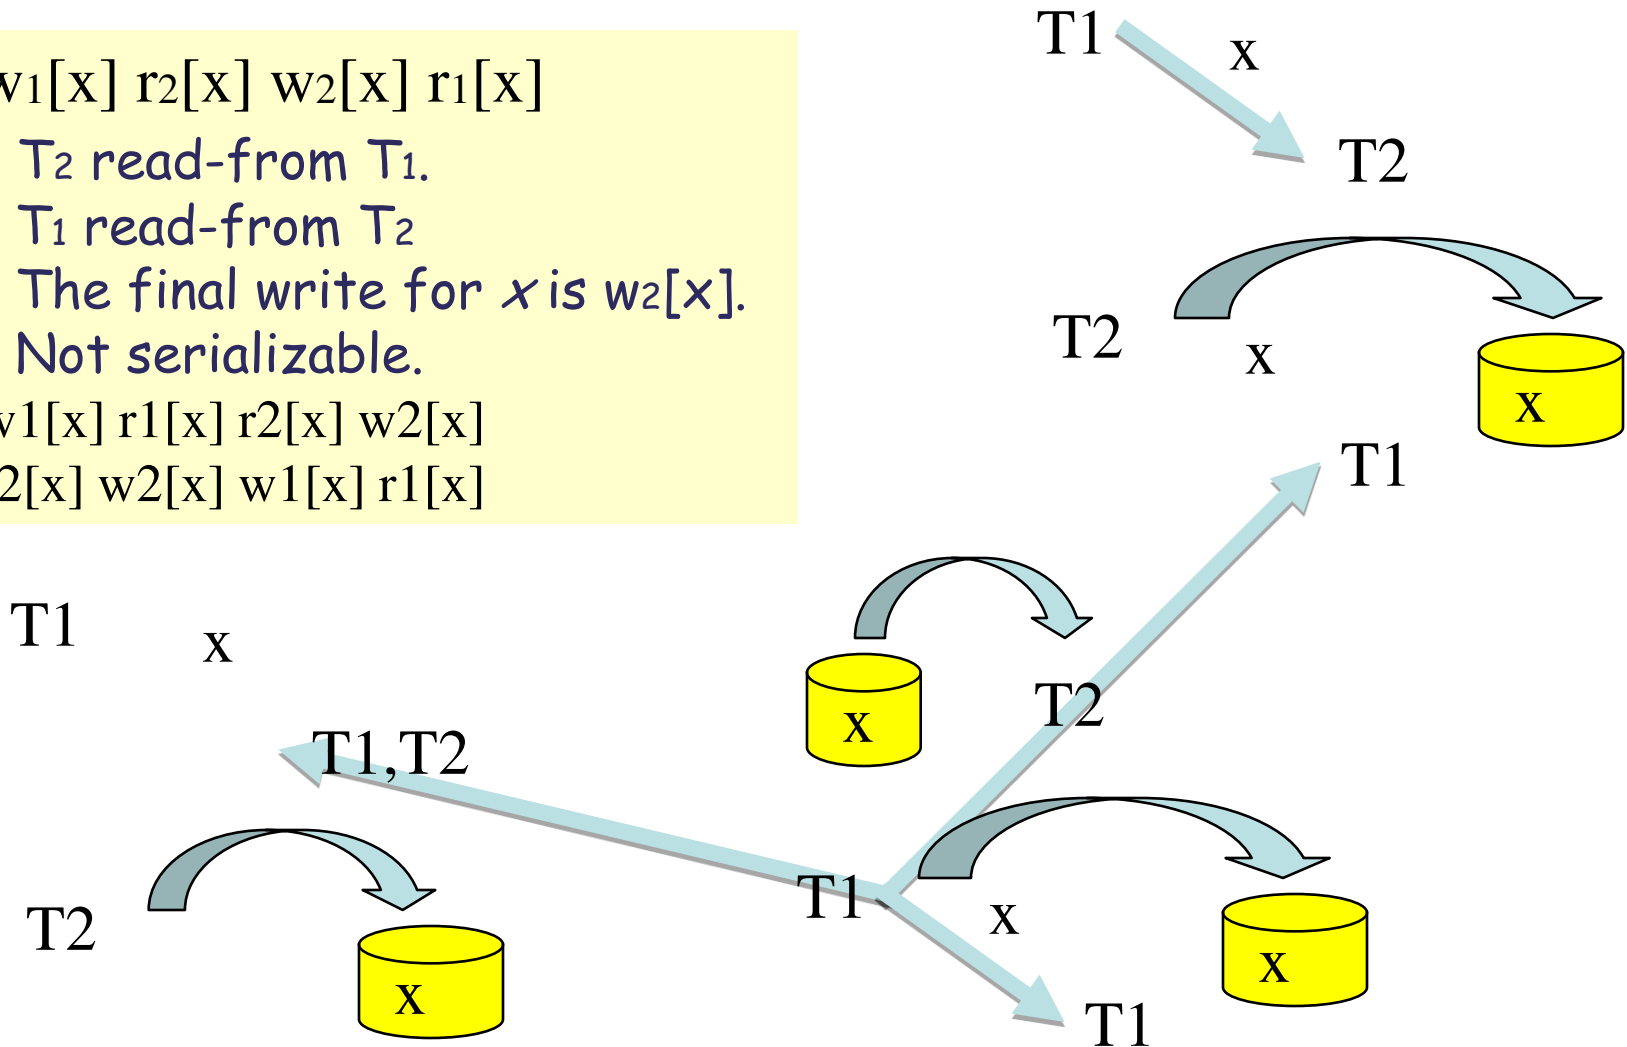 w1[x] r2[x] w2[x] r1[x]
T2 read-from T1.
T1 read-from T2
The final write for x is w2[x].
Not serializable.
w1[x] r1[x] r2[x] w2[x]
2[x] w2[x] w1[x] r1[x]
T1
x
T2
T2
x
x
T1
T1
x
x
T2
T1,T2
T2
x
T1
x
x
T1